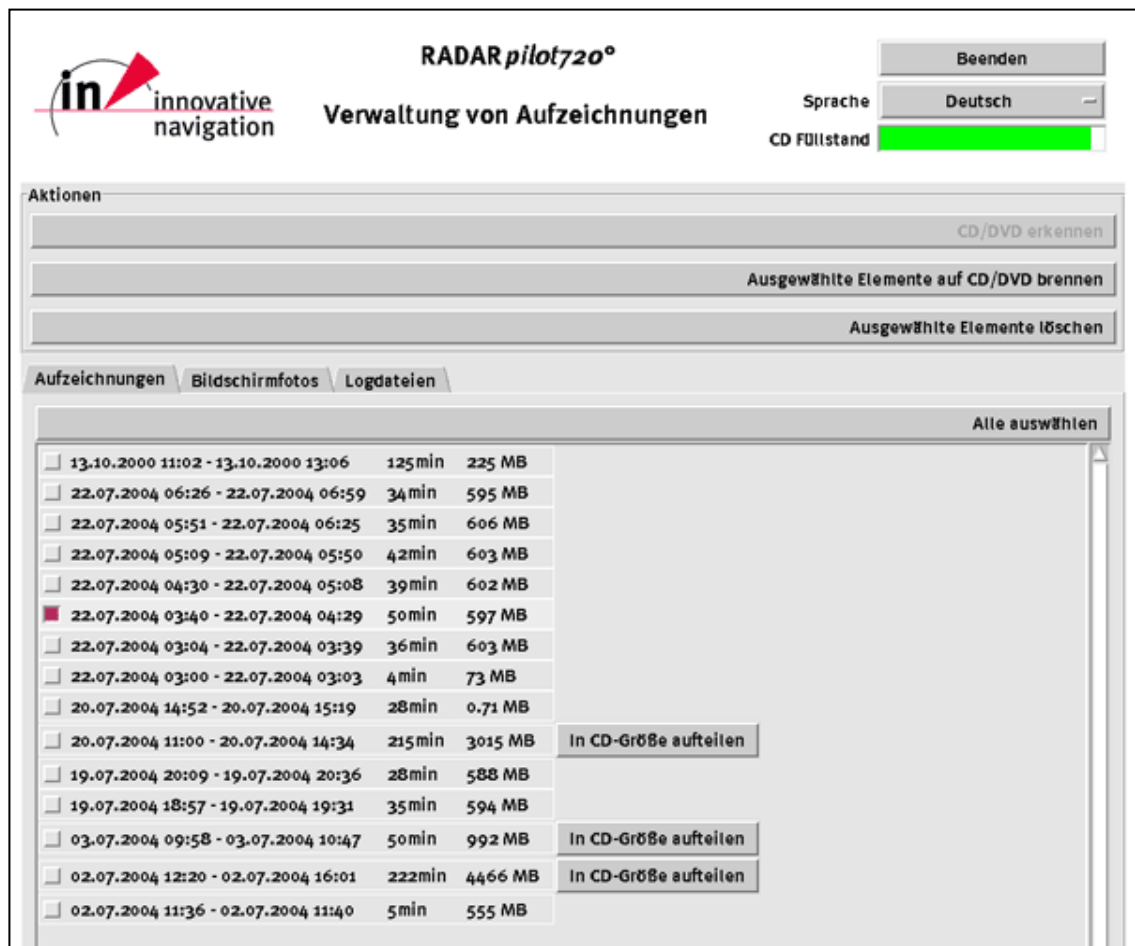 in innovative
navigation
RADARpilot720°
Verwaltung von Aufzeichnungen
Beenden
Sprache Deutsch
CD Füllstand
Aktionen
CD/DVD erkennen
Ausgewählte Elemente auf CD/DVD brennen
Ausgewählte Elemente löschen
Aufzeichnungen Bildschirmfotos Logdateien
Alle auswählen
13.10.2000 11:02 - 13.10.2000 13:06 125min 225 MB
22.07.2004 06:26 - 22.07.2004 06:59 34min 595 MB
22.07.2004 05:51 - 22.07.2004 06:25 35min 606 MB
22.07.2004 05:09 - 22.07.2004 05:50 42min 603 MB
22.07.2004 04:30 - 22.07.2004 05:08 39min 602 MB
22.07.2004 03:40 - 22.07.2004 04:29 50min 597 MB
22.07.2004 03:04 - 22.07.2004 03:39 36min 603 MB
22.07.2004 03:00 - 22.07.2004 03:03 4min 73 MB
20.07.2004 14:52 - 20.07.2004 15:19 28min 0.71 MB
20.07.2004 11:00 - 20.07.2004 14:34 215min 3015 MB In CD-Größe aufteilen
19.07.2004 20:09 - 19.07.2004 20:36 28min 588 MB
19.07.2004 18:57 - 19.07.2004 19:31 35min 594 MB
03.07.2004 09:58 - 03.07.2004 10:47 50min 992 MB In CD-Größe aufteilen
02.07.2004 12:20 - 02.07.2004 16:01 222min 4466 MB In CD-Größe aufteilen
02.07.2004 11:36 - 02.07.2004 11:40 5min 555 MB